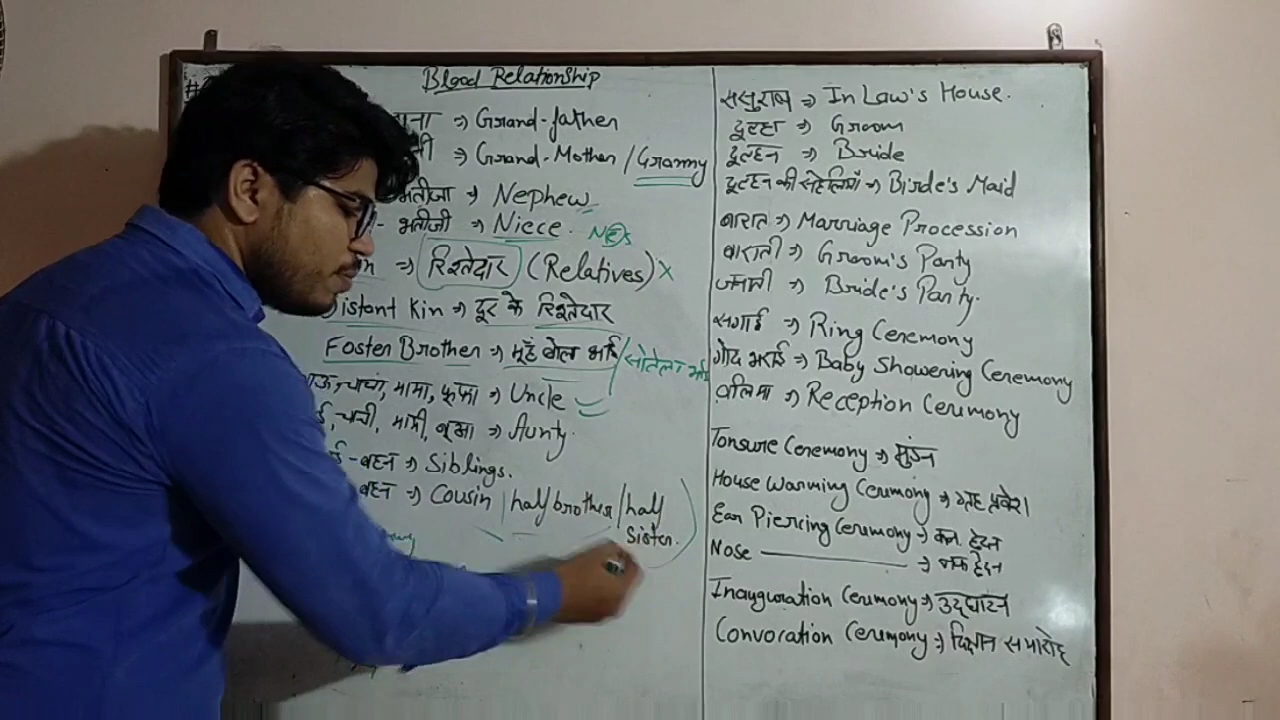 Blood Relationship
नाना ⇒ Grand-father
⇒ Grand-Mother / Granny
भतीजा ⇒ Nephew
- भतीजी ⇒ Niece. Nes
⇒ रिश्तेदार (Relatives) x
Distant Kin ⇒ दूर के रिश्तेदार
Foster Brother ⇒ मूहँ बोला भाई / सोतेला भाई
चाचा, मामा, फूफा ⇒ Uncle
चाची, मामी, बूआ ⇒ Aunty.
- बहन ⇒ Siblings.
बहन ⇒ Cousin / half brother / half
Sister.
ससुराल ⇒ In Law's House.
दूल्हा ⇒ Groom
दूल्हन ⇒ Bride
दूल्हन की सहेलियाँ ⇒ Birde's Maid
बारात ⇒ Marriage Procession
बाराती ⇒ Groom's Party
⇒ Bride's Party.
सगाई ⇒ Ring Ceremony
गोद भराई ⇒ Baby Showering Ceremony
वलिमा ⇒ Reception Ceremony
Tonsure Ceremony ⇒ मुंडन
House Warming Ceremony ⇒ ग्रह प्रवेश।
Ear Piercing Ceremony ⇒ कान छेदन
Nose —— ⇒ नाक छेदन
Inauguration Ceremony ⇒ उद्घाटन
Convocation Ceremony ⇒ समारोह